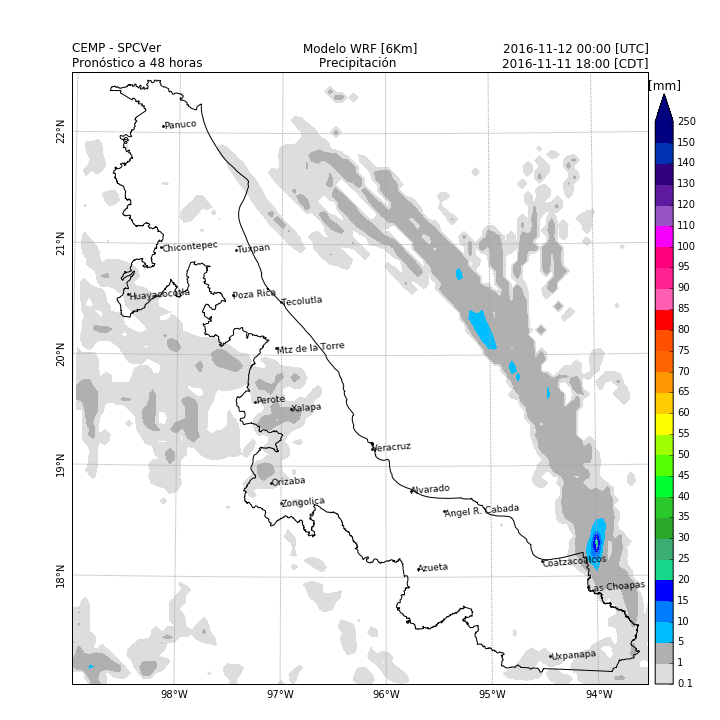 CEMP - SPCVer
Modelo WRF [6Km]
2016-11-12 00:00 [UTC]
Pronóstico a 48 horas
Precipitación
2016-11-11 18:00 [CDT]
[mm]
22°N
21°N
20°N
19°N
18°N
98°W
97°W
96°W
95°W
94°W
Panuco
Chicontepec
Tuxpan
Huayacocotla
Poza Rica
Tecolutla
Mtz de la Torre
Perote
Xalapa
Veracruz
Orizaba
Alvarado
Zongolica
Angel R. Cabada
Azueta
Coatzacoalcos
Las Choapas
Uxpanapa
250
150
140
130
120
110
100
95
90
85
80
75
70
65
60
55
50
45
40
35
30
25
20
15
10
5
1
0.1